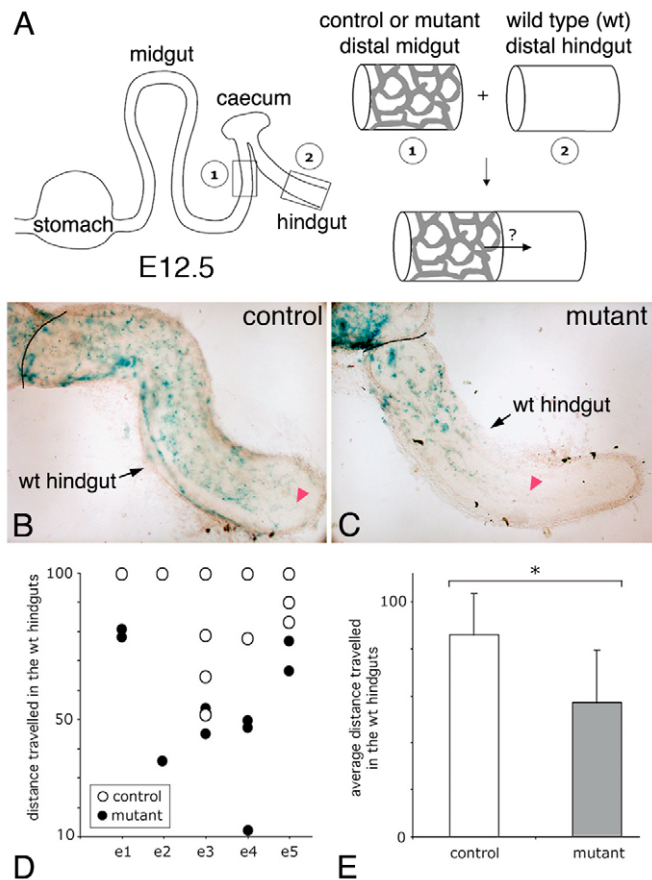 A
midgut
caecum
stomach
hindgut
1
2
E12.5
control or mutant
distal midgut
wild type (wt)
distal hindgut
+
1
2
?
control
wt hindgut
B
mutant
wt hindgut
C
distance travelled in the wt hindguts
100
50
10
control
mutant
e1 e2 e3 e4 e5
D
average distance travelled
in the wt hindguts
100
0
*
control mutant
E